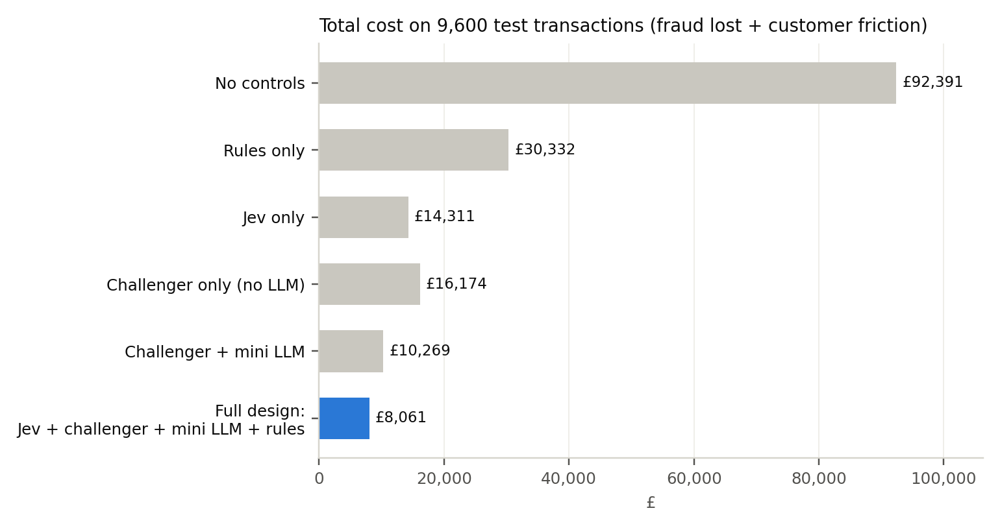 Total cost on 9,600 test transactions (fraud lost + customer friction)
No controls
£92,391
Rules only
£30,332
Jev only
£14,311
Challenger only (no LLM)
£16,174
Challenger + mini LLM
£10,269
Full design:
Jev + challenger + mini LLM + rules
£8,061
0 20,000 40,000 60,000 80,000 100,000
£